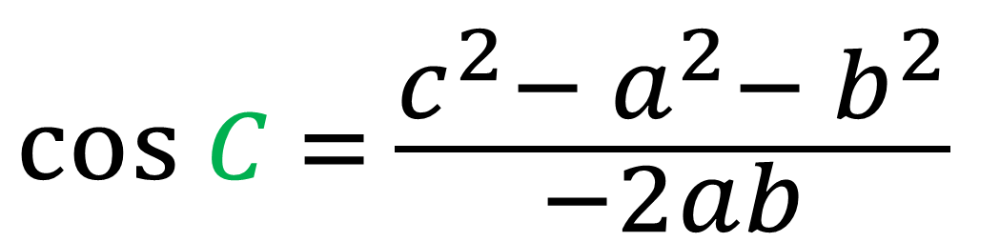 cos C = (c² − a² − b²) / (−2ab)